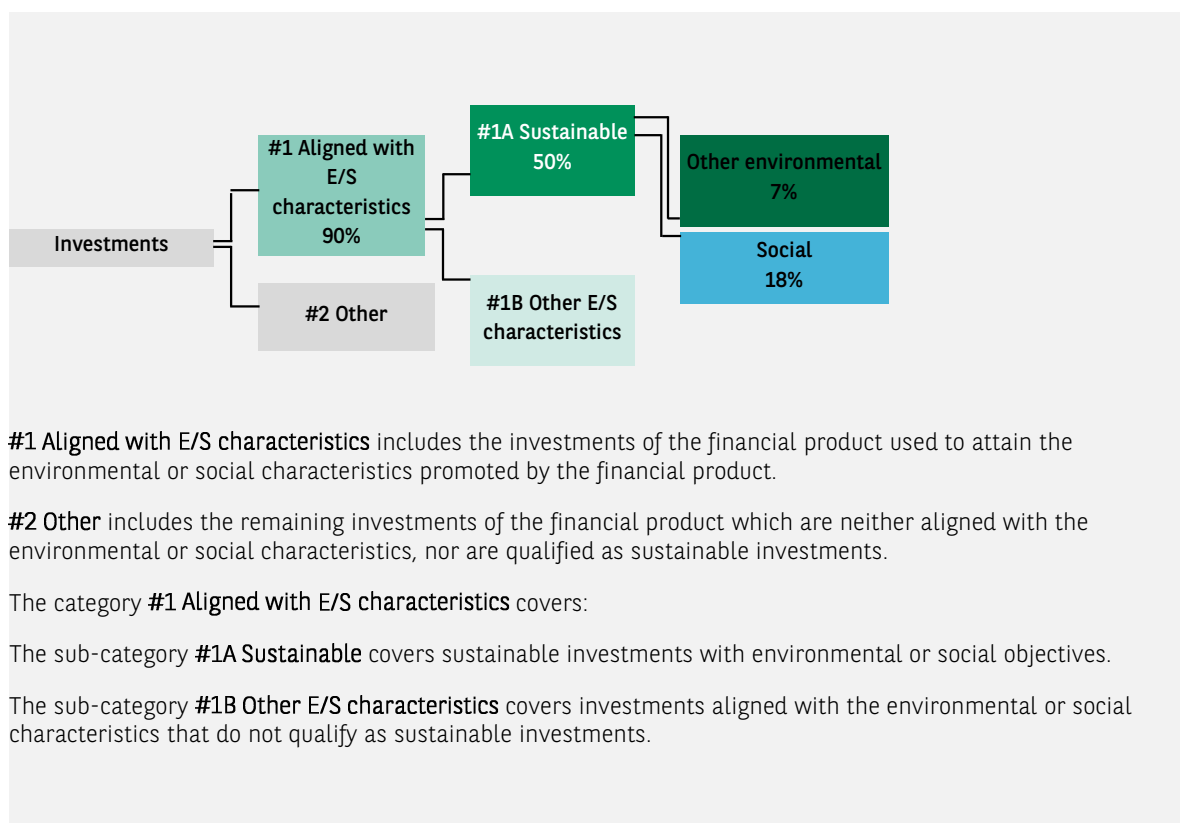 #1A Sustainable
50%
#1 Aligned with
E/S
characteristics
90%
Other environmental
7%
Investments
Social
18%
#2 Other
#1B Other E/S
characteristics
#1 Aligned with E/S characteristics includes the investments of the financial product used to attain the
environmental or social characteristics promoted by the financial product.
#2 Other includes the remaining investments of the financial product which are neither aligned with the
environmental or social characteristics, nor are qualified as sustainable investments.
The category #1 Aligned with E/S characteristics covers:
The sub-category #1A Sustainable covers sustainable investments with environmental or social objectives.
The sub-category #1B Other E/S characteristics covers investments aligned with the environmental or social
characteristics that do not qualify as sustainable investments.